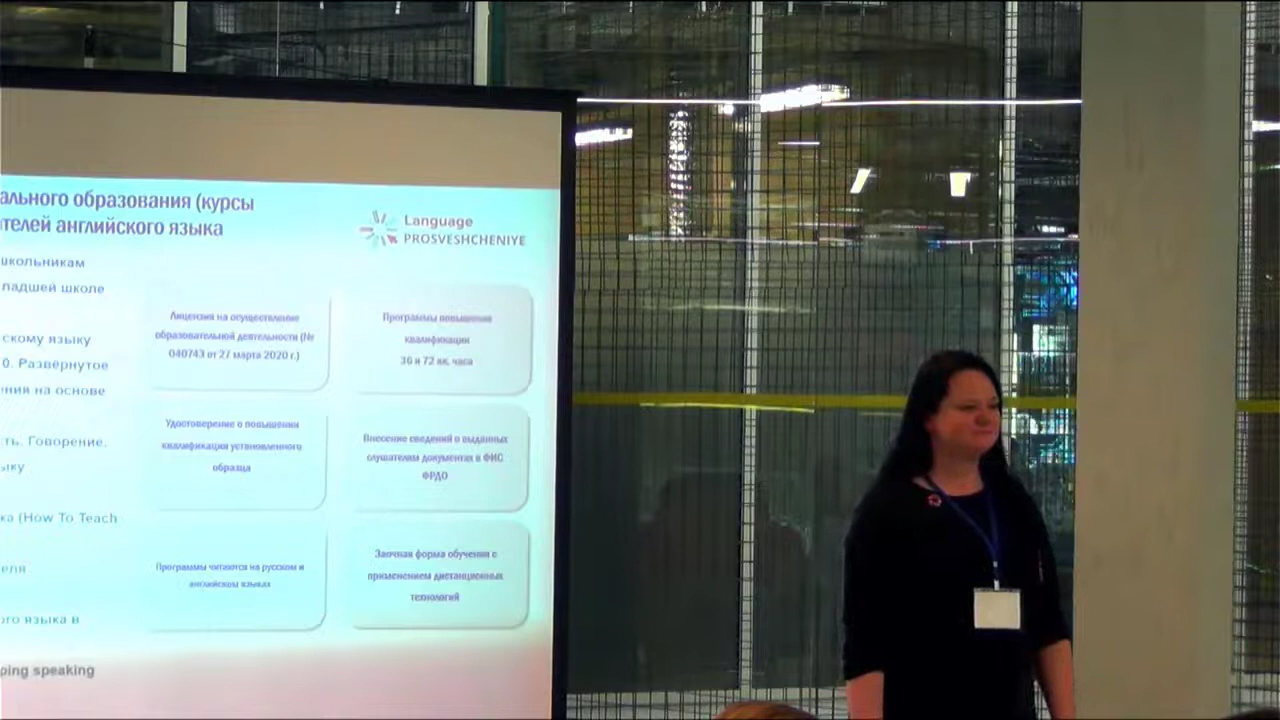 ального образования (курсы
телей английского языка
Language
PROSVESHCHENIYE
школьникам
ладшей школе
скому языку
0. Развёрнутое
ния на основе
ть. Говорение.
ыку
ка (How To Teach
еля
ого языка в
ping speaking
Лицензия на осуществление
образовательной деятельности (№
040743 от 27 марта 2020 г.)
Программы повышения
квалификации
36 и 72 ак. часа
Удостоверение о повышении
квалификации установленного
образца
Внесение сведений о выданных
слушателям документах в ФИС
ФРДО
Программы читаются на русском и
английском языках
Заочная форма обучения с
применением дистанционных
технологий